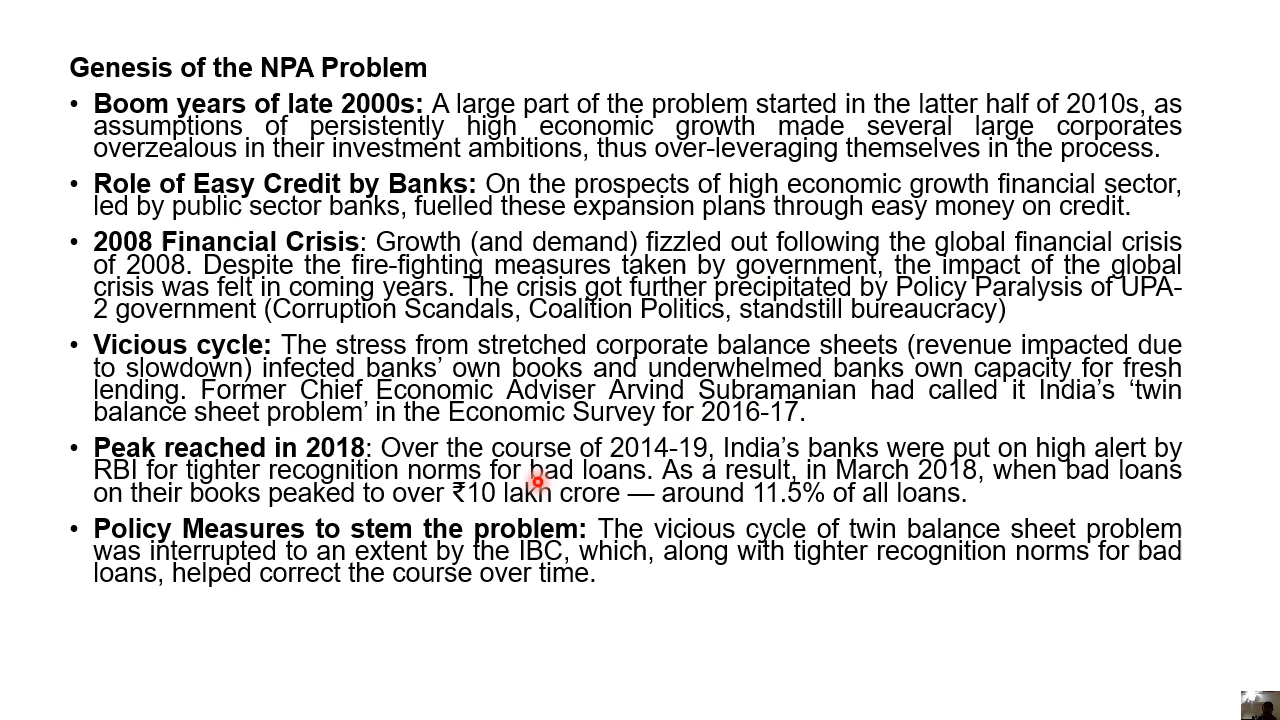 Genesis of the NPA Problem
• Boom years of late 2000s: A large part of the problem started in the latter half of 2010s, as
assumptions of persistently high economic growth made several large corporates
overzealous in their investment ambitions, thus over-leveraging themselves in the process.
• Role of Easy Credit by Banks: On the prospects of high economic growth financial sector,
led by public sector banks, fuelled these expansion plans through easy money on credit.
• 2008 Financial Crisis: Growth (and demand) fizzled out following the global financial crisis
of 2008. Despite the fire-fighting measures taken by government, the impact of the global
crisis was felt in coming years. The crisis got further precipitated by Policy Paralysis of UPA-
2 government (Corruption Scandals, Coalition Politics, standstill bureaucracy)
• Vicious cycle: The stress from stretched corporate balance sheets (revenue impacted due
to slowdown) infected banks’ own books and underwhelmed banks own capacity for fresh
lending. Former Chief Economic Adviser Arvind Subramanian had called it India’s ‘twin
balance sheet problem’ in the Economic Survey for 2016-17.
• Peak reached in 2018: Over the course of 2014-19, India’s banks were put on high alert by
RBI for tighter recognition norms for bad loans. As a result, in March 2018, when bad loans
on their books peaked to over ₹10 lakh crore — around 11.5% of all loans.
• Policy Measures to stem the problem: The vicious cycle of twin balance sheet problem
was interrupted to an extent by the IBC, which, along with tighter recognition norms for bad
loans, helped correct the course over time.